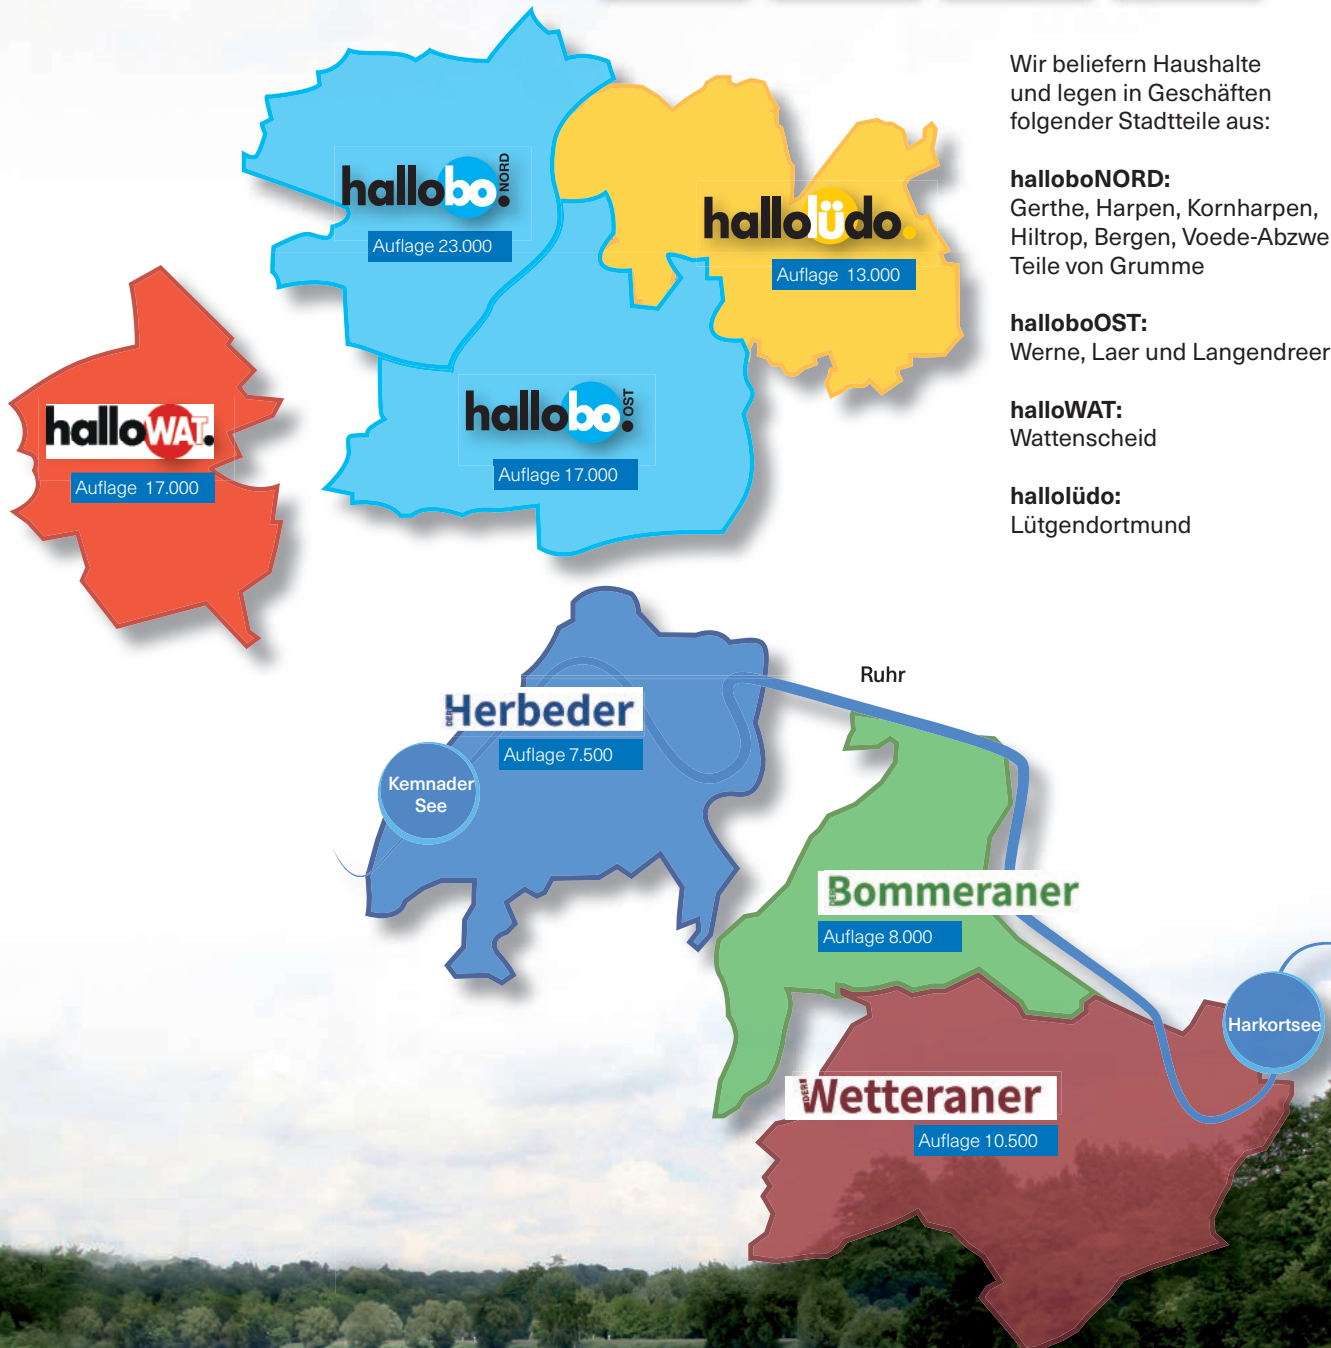 Wir beliefern Haushalte
und legen in Geschäften
folgender Stadtteile aus:
halloboNORD:
Gerthe, Harpen, Kornharpen,
Hiltrop, Bergen, Voede-Abzwe
Teile von Grumme
halloboOST:
Werne, Laer und Langendreer
halloWAT:
Wattenscheid
hallolüdo:
Lütgendortmund
hallobo. NORD
Auflage 23.000
hallolüdo.
Auflage 13.000
hallobo. OST
Auflage 17.000
halloWAT.
Auflage 17.000
Ruhr
DER Herbeder
Auflage 7.500
Kemnader
See
DER Bommeraner
Auflage 8.000
Harkortsee
DER Wetteraner
Auflage 10.500